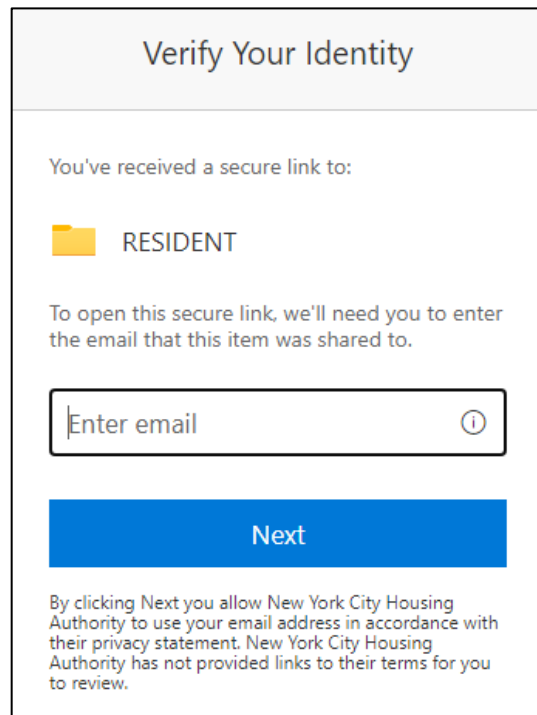 Verify Your Identity
You've received a secure link to:
RESIDENT
To open this secure link, we'll need you to enter
the email that this item was shared to.
Enter email
Next
By clicking Next you allow New York City Housing
Authority to use your email address in accordance with
their privacy statement. New York City Housing
Authority has not provided links to their terms for you
to review.